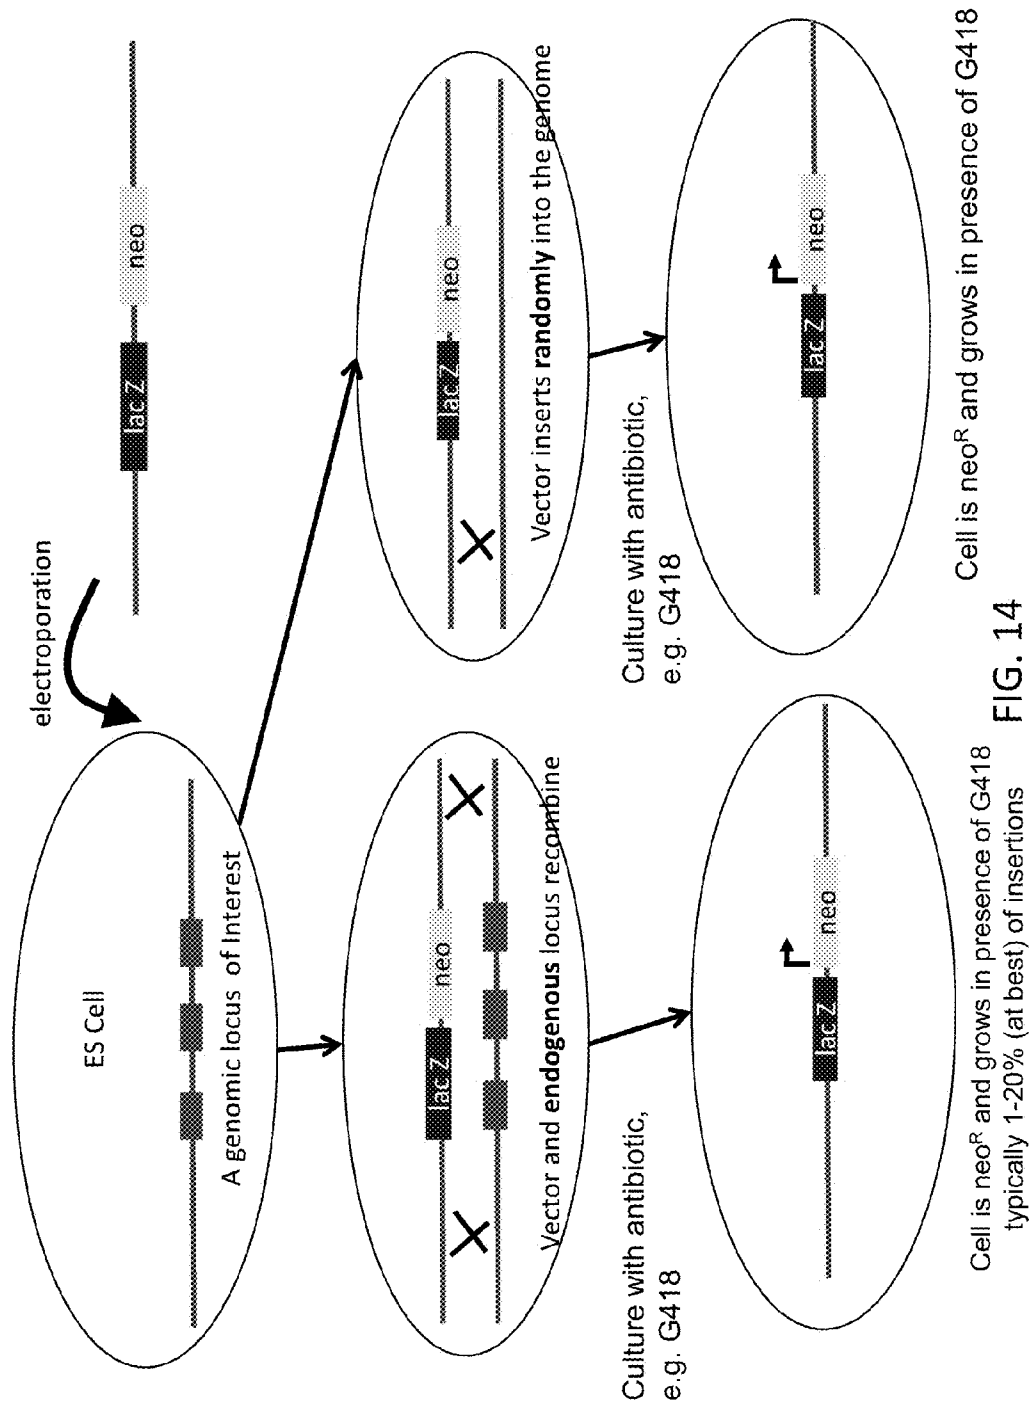 electroporation
lac Z
neo
ES Cell
A genomic locus of Interest
lac Z
neo
Vector and endogenous locus recombine
lac Z
neo
Vector inserts randomly into the genome
Culture with antibiotic,
e.g. G418
Culture with antibiotic,
e.g. G418
lac Z
neo
lac Z
neo
Cell is neoᴿ and grows in presence of G418
typically 1-20% (at best) of insertions
Cell is neoᴿ and grows in presence of G418
FIG. 14